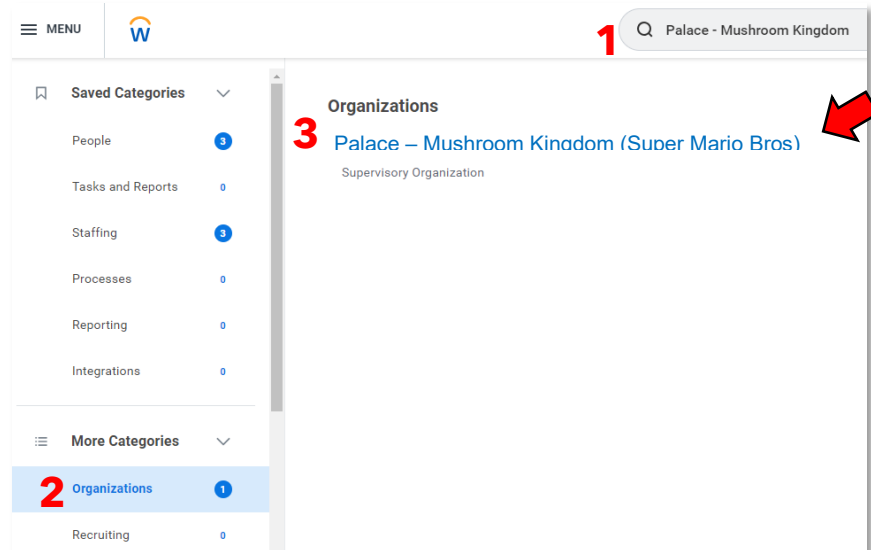 MENU
W
1
Palace - Mushroom Kingdom
Saved Categories
People 3
Tasks and Reports 0
Staffing 3
Processes 0
Reporting 0
Integrations 0
More Categories
2 Organizations 1
Recruiting 0
Organizations
3 Palace – Mushroom Kingdom (Super Mario Bros)
Supervisory Organization